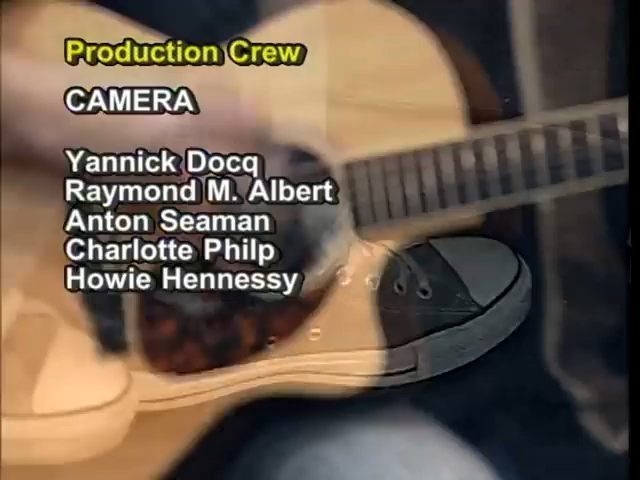 Production Crew
CAMERA
Yannick Docq
Raymond M. Albert
Anton Seaman
Charlotte Philp
Howie Hennessy